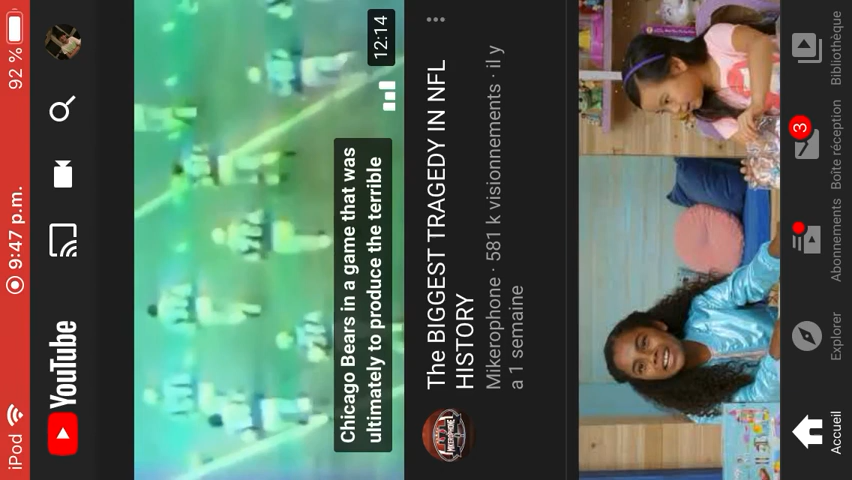 iPod 9:47 p.m. 92 %
YouTube
12:14
Chicago Bears in a game that was
ultimately to produce the terrible
The BIGGEST TRAGEDY IN NFL
HISTORY
Mikerophone · 581 k visionnements · il y
a 1 semaine
MIKEROPHONE
3
Accueil
Explorer
Abonnements
Boîte réception
Bibliothèque